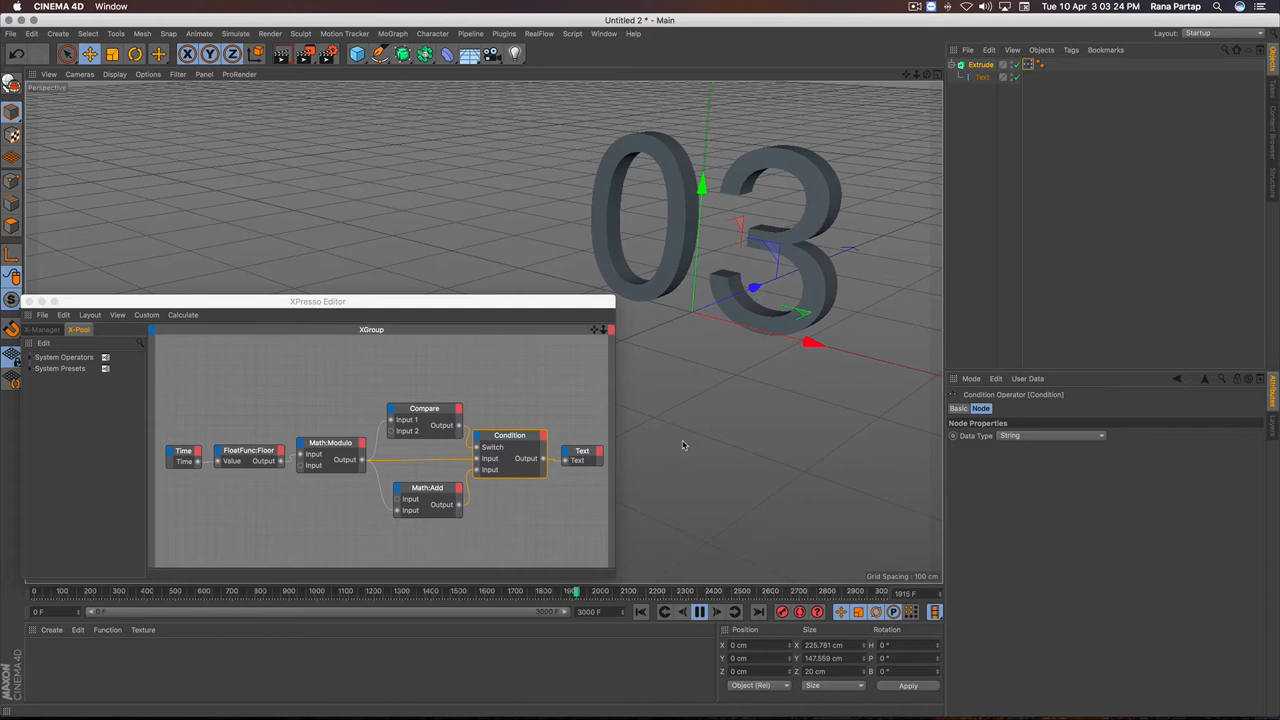 CINEMA 4D Window Tue 10 Apr 3 03:24 Rana Partap
Untitled 2 * - Main
File Edit Create Select Tools Mesh Snap Animate Simulate Render Sculpt Motion Tracker MoGraph Character Pipeline Plugins RealFlow Script Window Help Layout: Startup
X Y Z
File Edit View Objects Tags Bookmarks
View Cameras Display Options Filter Panel ProRender
Extrude
Text
Perspective
Objects
Takes
Content Browser
Structure
03
XPresso Editor
File Edit Layout View Custom Calculate
X-Manager X-Pool XGroup
Edit
System Operators
System Presets
Compare
Input 1 Output
Input 2
Condition
Switch
Input Output
Input
Math:Modulo
Input Output
Input
Time
Time
FloatFunc:Floor
Value Output
Text
Text
Math:Add
Input Output
Input
Mode Edit User Data
Condition Operator [Condition]
Basic Node
Node Properties
Data Type String
Attributes
Layers
Grid Spacing : 100 cm
0 100 200 300 400 500 600 700 800 900 1000 1100 1200 1300 1400 1500 1600 1700 1800 2000 2100 2200 2300 2400 2500 2600 2700 2800 2900 300 1915 F
0 F 0 F 3000 F 3000 F
Create Edit Function Texture
Position Size Rotation
X 0 cm X 225.781 cm H 0 °
Y 0 cm Y 147.559 cm P 0 °
Z 0 cm Z 20 cm B 0 °
Object (Rel) Size Apply
MAXON
CINEMA 4D